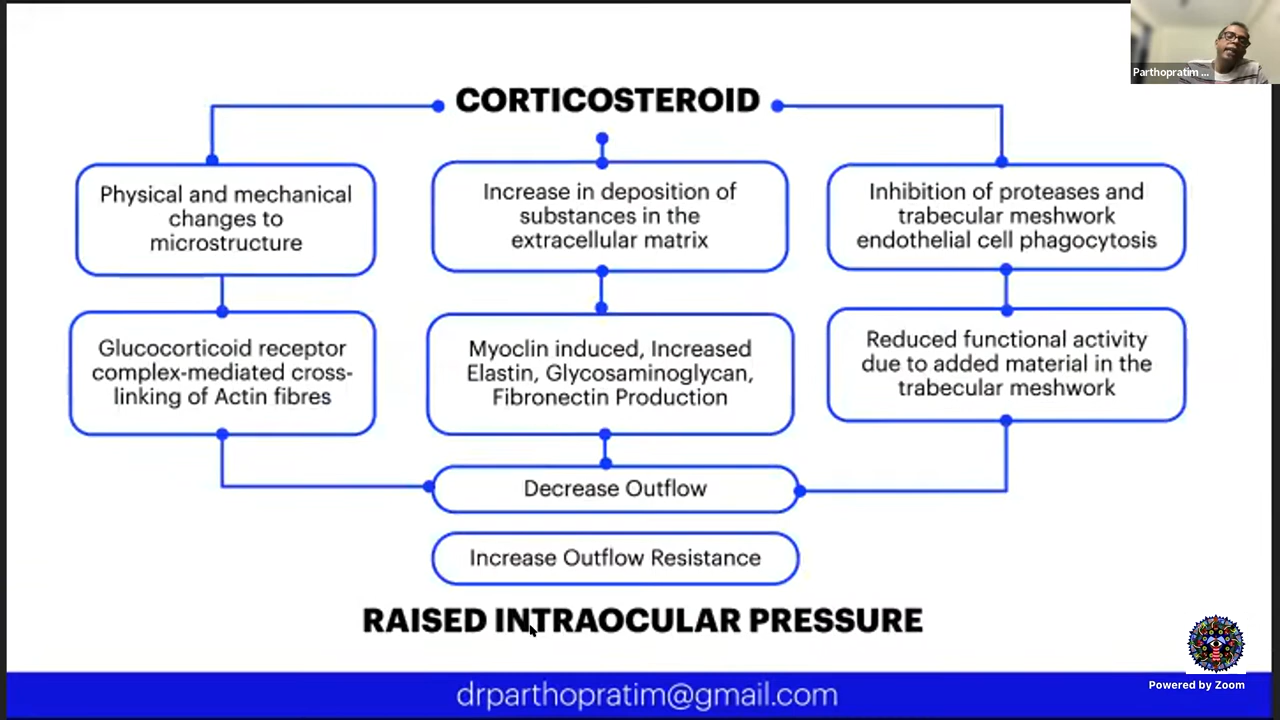 Parthopratim ...
CORTICOSTEROID
Physical and mechanical
changes to
microstructure
Increase in deposition of
substances in the
extracellular matrix
Inhibition of proteases and
trabecular meshwork
endothelial cell phagocytosis
Glucocorticoid receptor
complex-mediated cross-
linking of Actin fibres
Myoclin induced, Increased
Elastin, Glycosaminoglycan,
Fibronectin Production
Reduced functional activity
due to added material in the
trabecular meshwork
Decrease Outflow
Increase Outflow Resistance
RAISED INTRAOCULAR PRESSURE
drparthopratim@gmail.com
Powered by Zoom